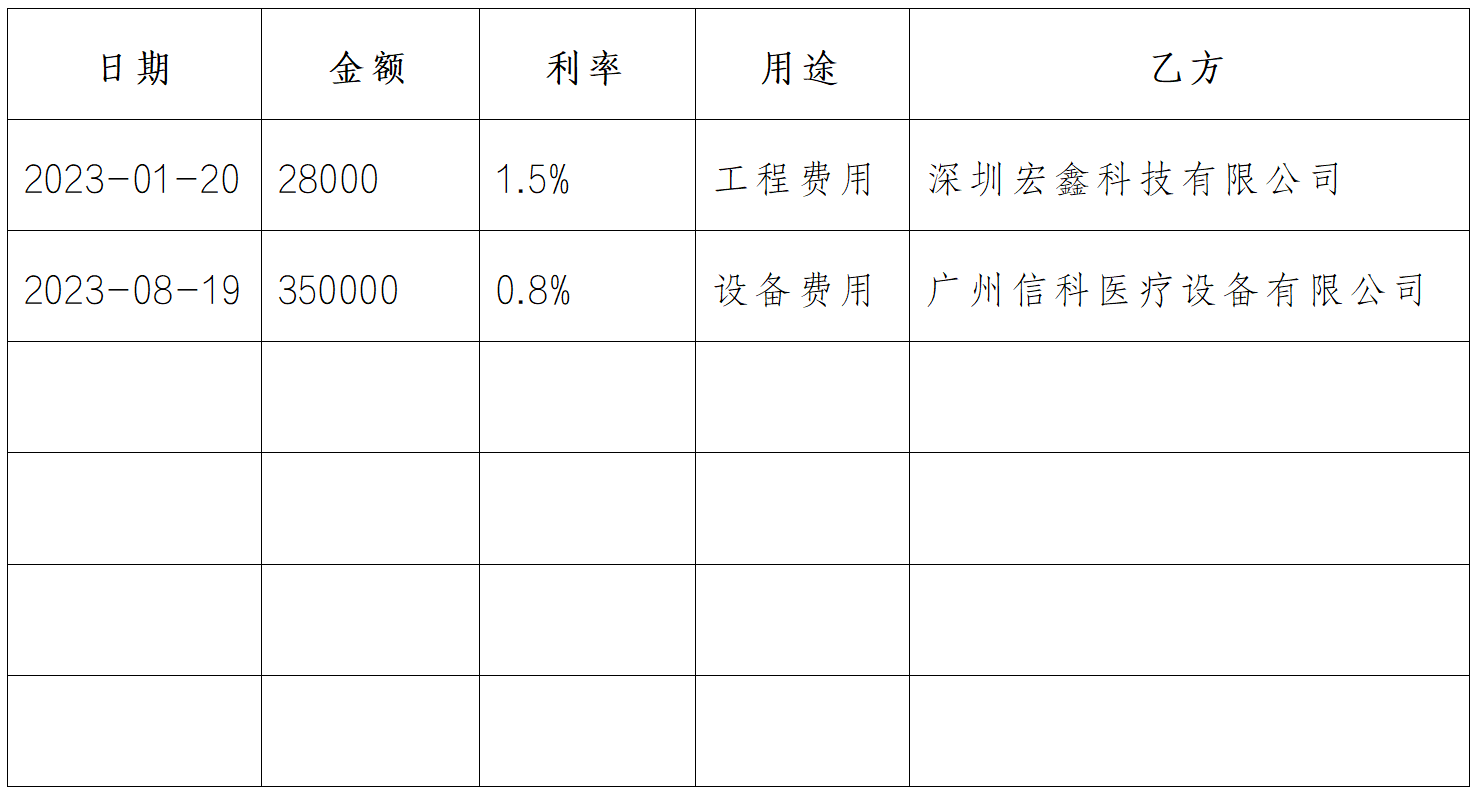 日期 金额 利率 用途 乙方
2023-01-20 28000 1.5% 工程费用 深圳宏鑫科技有限公司
2023-08-19 350000 0.8% 设备费用 广州信科医疗设备有限公司